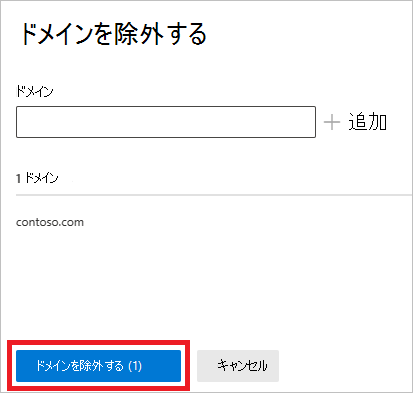 ドメインを除外する
ドメイン
+ 追加
1 ドメイン
contoso.com
ドメインを除外する (1)
キャンセル